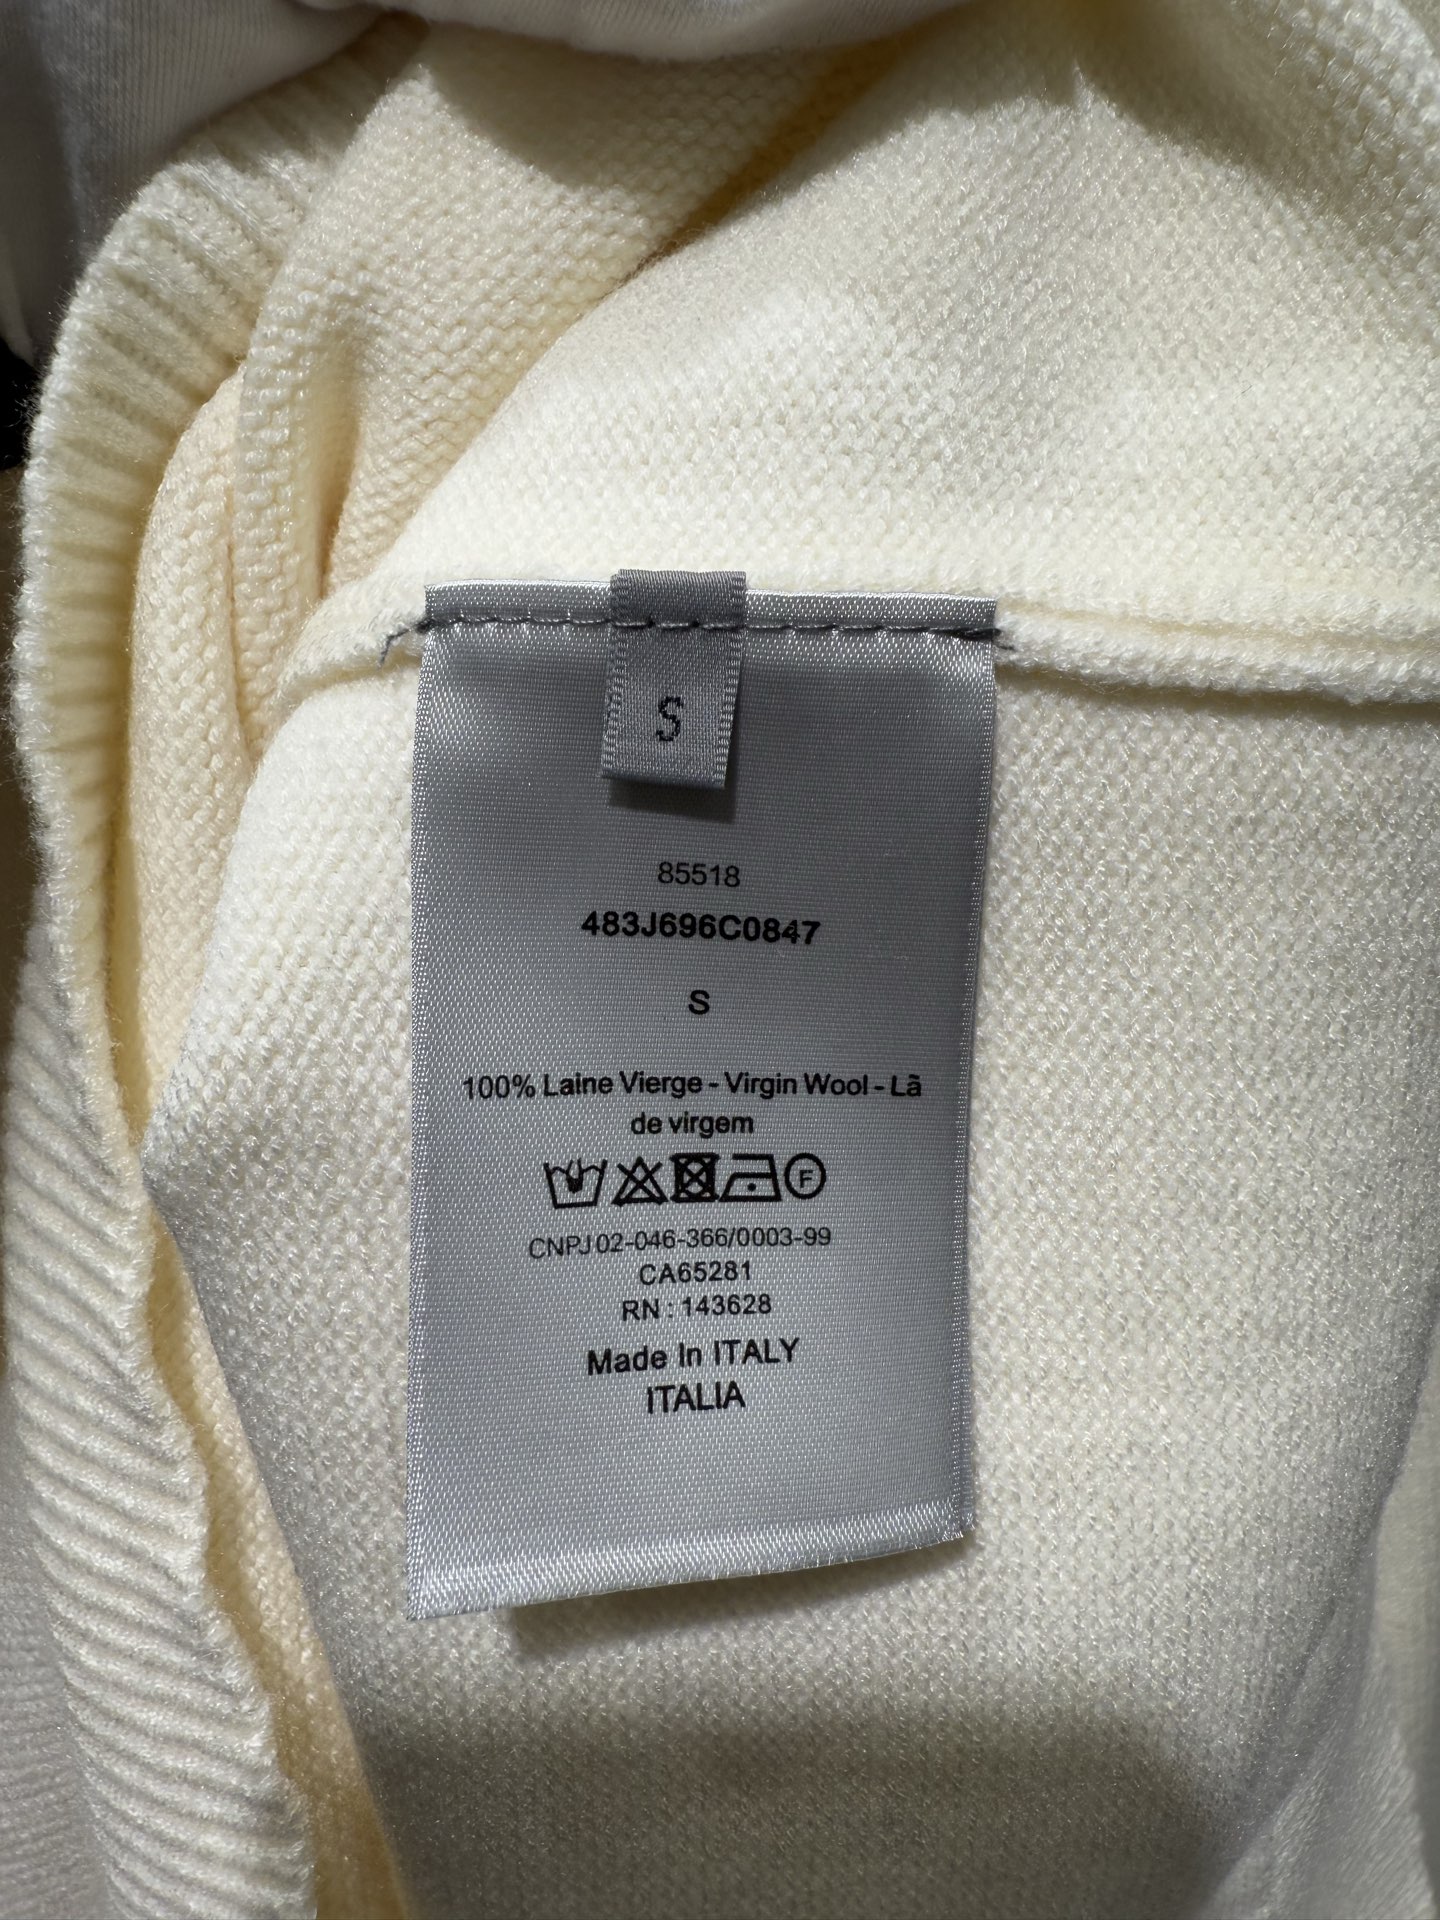 S
85518
483J696C0847
S
100% Laine Vierge - Virgin Wool - Lã
de virgem
F
CNPJ 02-046-366/0003-99
CA65281
RN : 143628
Made In ITALY
ITALIA